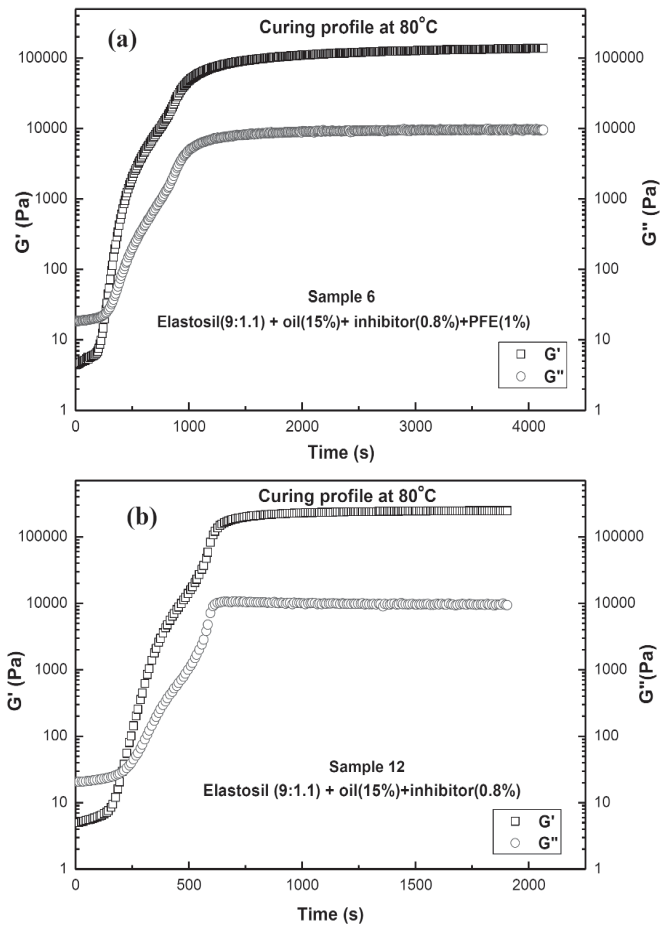 (a)
Curing profile at 80°C
100000
10000
1000
100
10
1
G' (Pa)
100000
10000
1000
100
10
1
G" (Pa)
Sample 6
Elastosil(9:1.1) + oil(15%)+ inhibitor(0.8%)+PFE(1%)
G'
G"
0 1000 2000 3000 4000
Time (s)
(b)
Curing profile at 80°C
100000
10000
1000
100
10
1
G' (Pa)
100000
10000
1000
100
10
1
G"(Pa)
Sample 12
Elastosil (9:1.1) + oil(15%)+inhibitor(0.8%)
G'
G"
0 500 1000 1500 2000
Time (s)